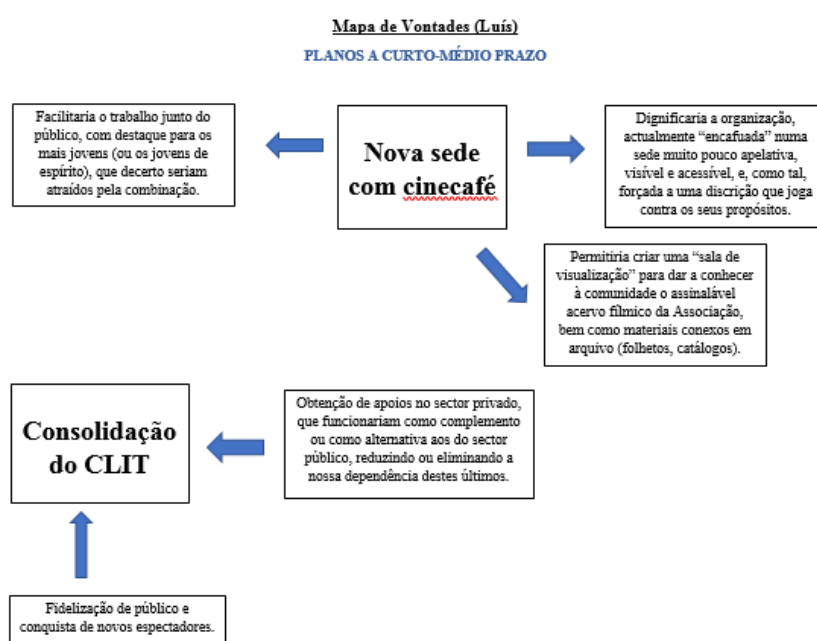 Mapa de Vontades (Luís)
PLANOS A CURTO-MÉDIO PRAZO
Facilitaria o trabalho junto do
público, com destaque para os
mais jovens (ou os jovens de
espírito), que decerto seriam
atraídos pela combinação.
Nova sede
com cinecafé
Dignificaria a organização,
actualmente “encafuada” numa
sede muito pouco apelativa,
visível e acessível, e, como tal,
forçada a uma discrição que joga
contra os seus propósitos.
Permitiria criar uma “sala de
visualização” para dar a conhecer
à comunidade o assinalável
acervo fílmico da Associação,
bem como materiais conexos em
arquivo (folhetos, catálogos).
Consolidação
do CLIT
Obtenção de apoios no sector privado,
que funcionariam como complemento
ou como alternativa aos do sector
público, reduzindo ou eliminando a
nossa dependência destes últimos.
Fidelização de público e
conquista de novos espectadores.